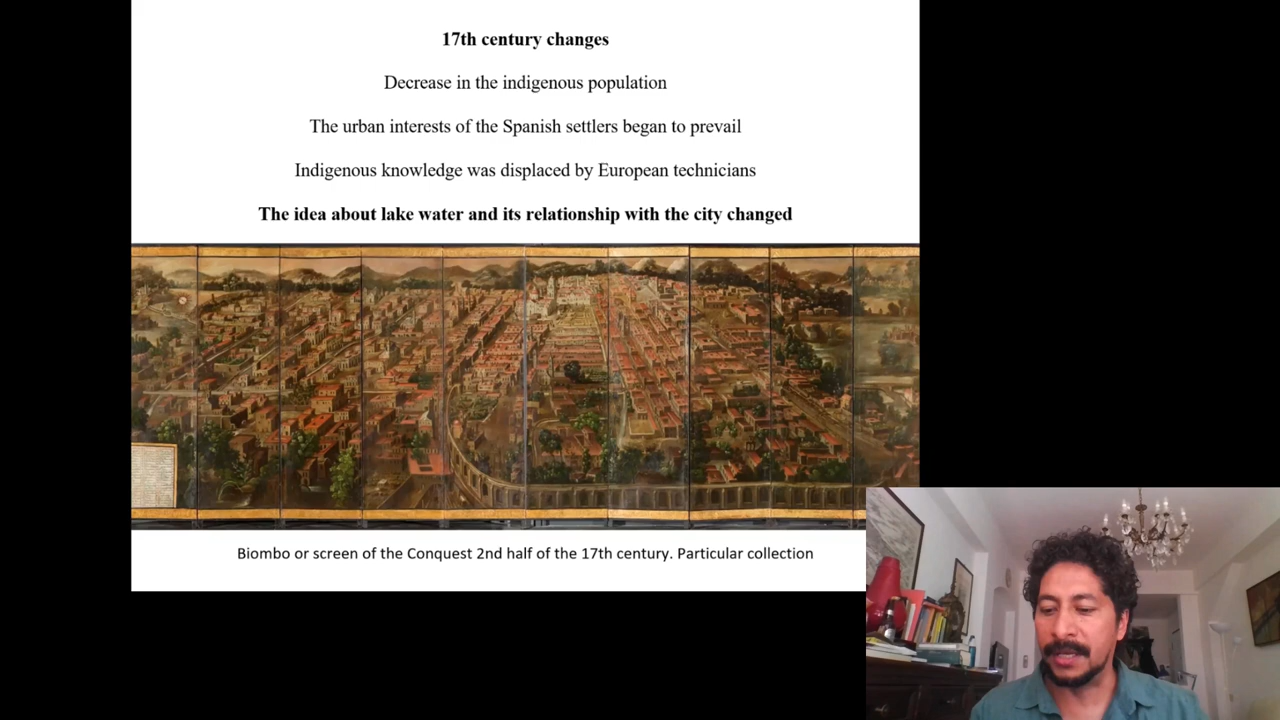 17th century changes
Decrease in the indigenous population
The urban interests of the Spanish settlers began to prevail
Indigenous knowledge was displaced by European technicians
The idea about lake water and its relationship with the city changed
Biombo or screen of the Conquest 2nd half of the 17th century. Particular collection